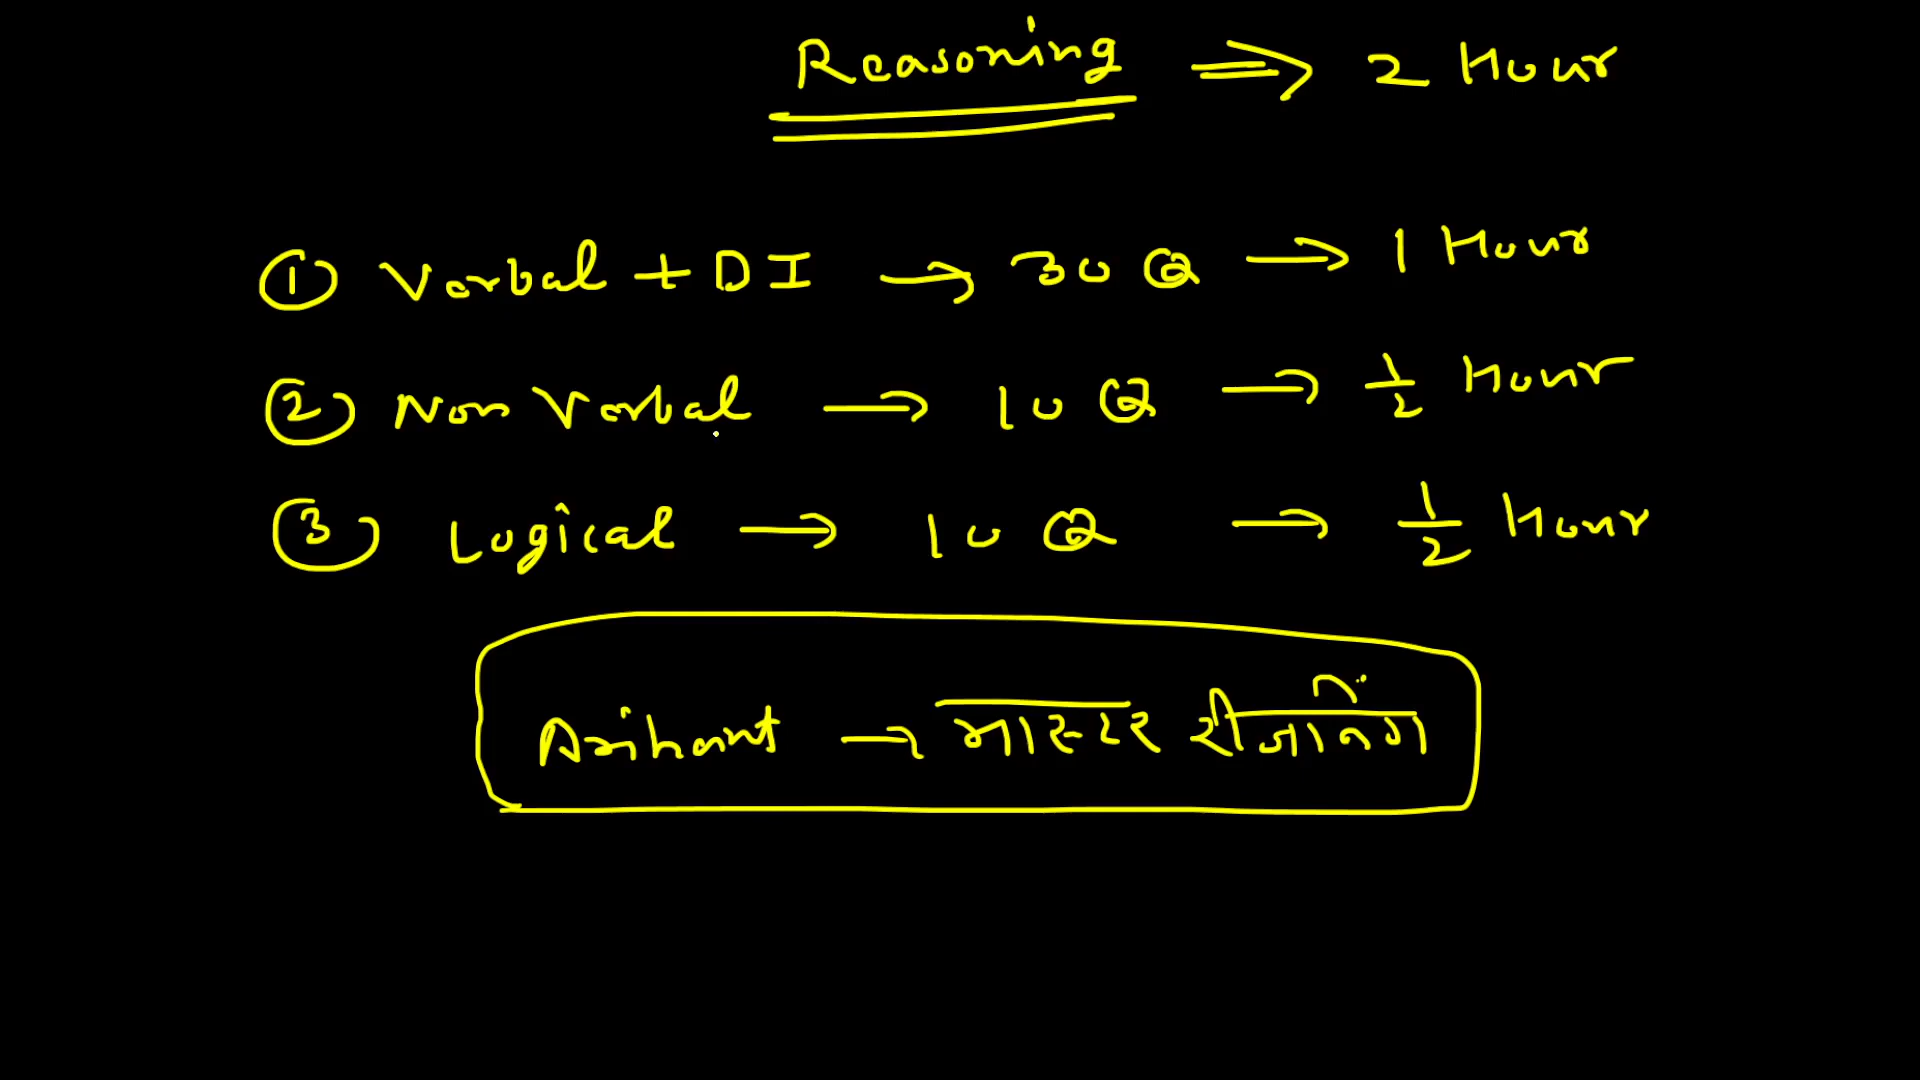 Reasoning ⇒ 2 Hour
① Verbal + DI → 30 Q → 1 Hour
② Non Verbal → 10 Q → 1/2 Hour
③ Logical → 10 Q → 1/2 Hour
Arihant → मास्टर रीजनिंग